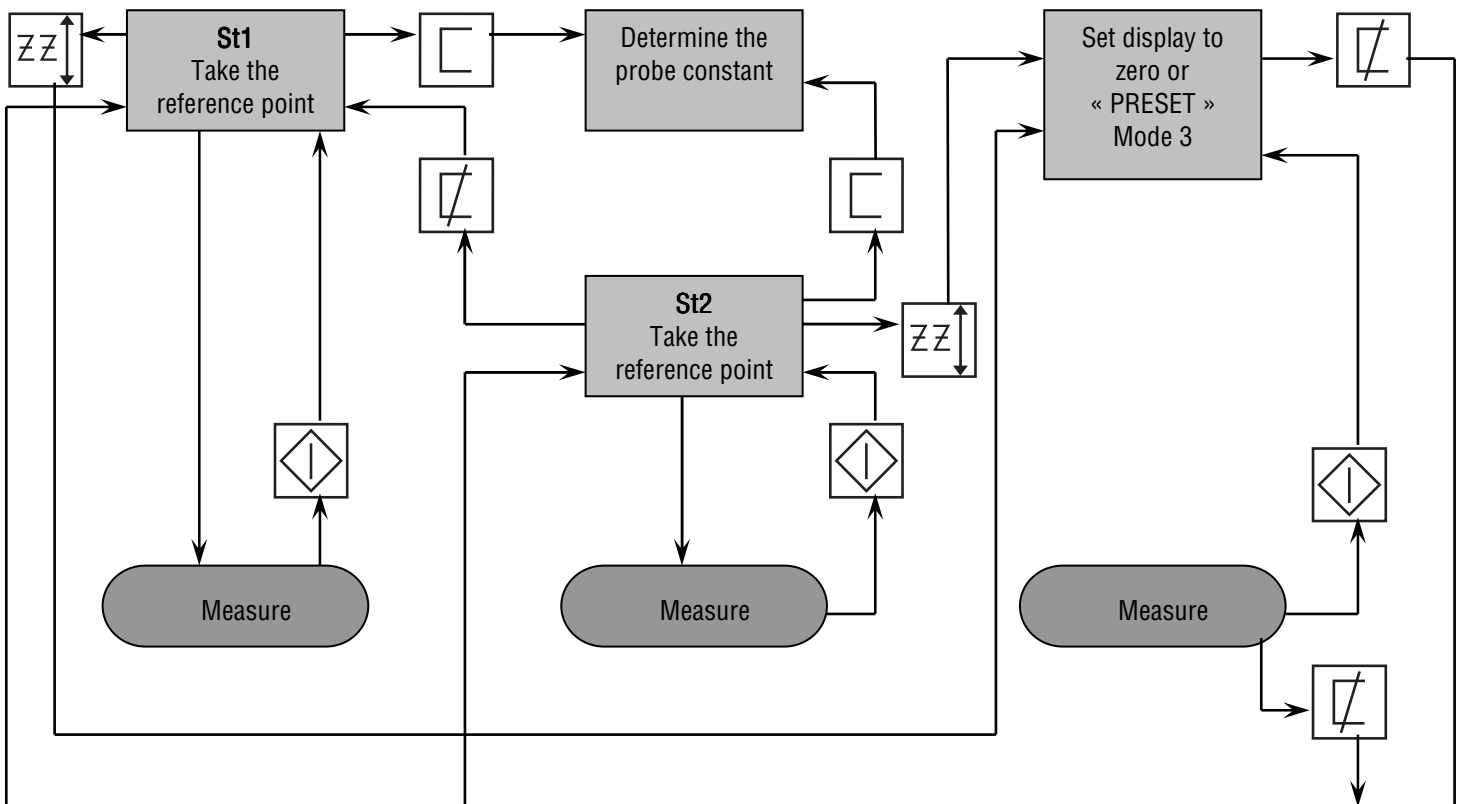 St1
Take the
reference point
Determine the
probe constant
Set display to
zero or
« PRESET »
Mode 3
St2
Take the
reference point
Measure
Measure
Measure